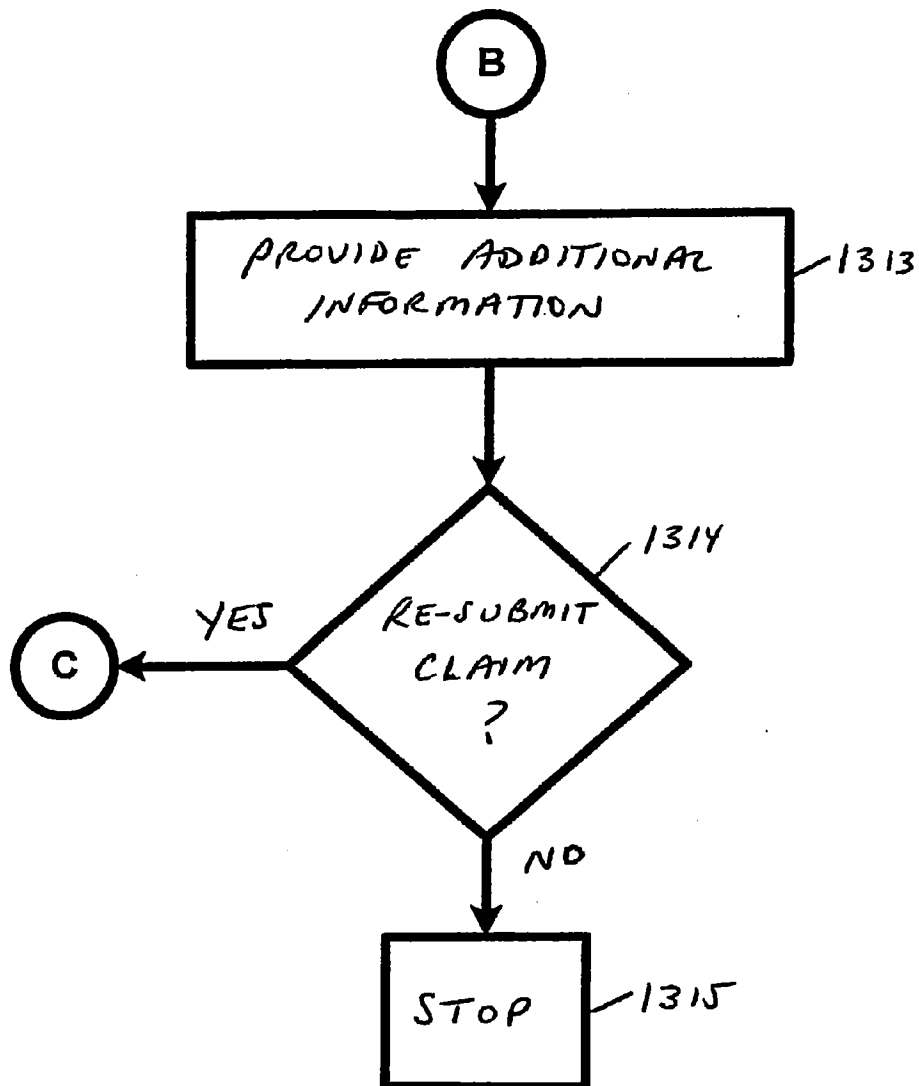 B
PROVIDE ADDITIONAL
INFORMATION
1313
1314
RE-SUBMIT
CLAIM
?
YES
C
NO
STOP
1315